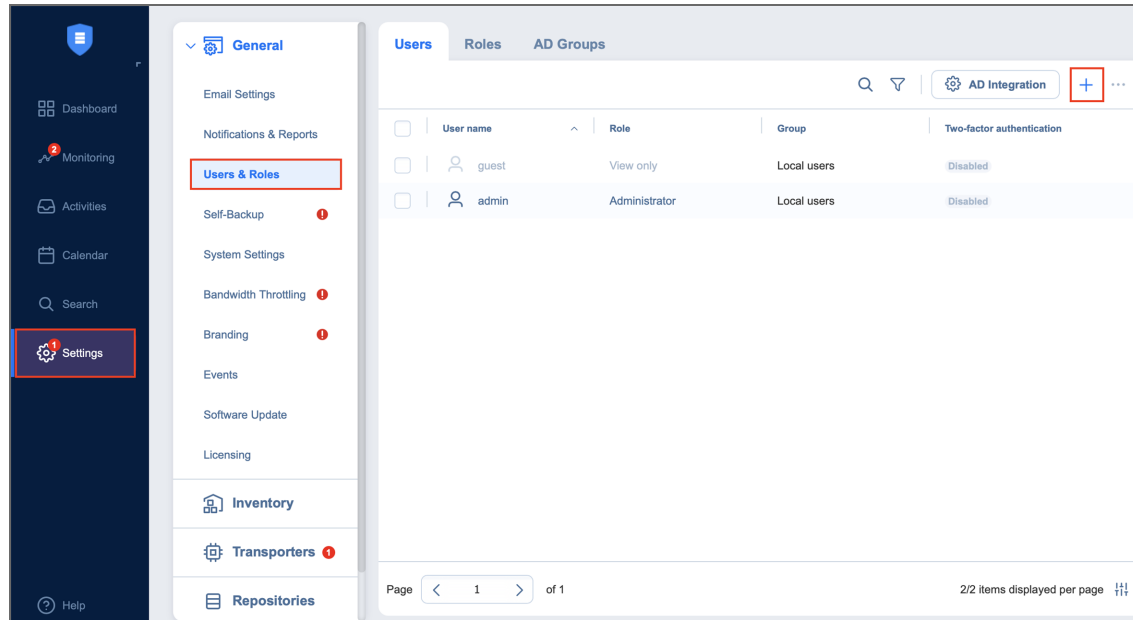 Dashboard
2
Monitoring
Activities
Calendar
Search
1
Settings
Help
General
Email Settings
Notifications & Reports
Users & Roles
Self-Backup !
System Settings
Bandwidth Throttling !
Branding !
Events
Software Update
Licensing
Inventory
Transporters 1
Repositories
Users Roles AD Groups
AD Integration + ...
User name Role Group Two-factor authentication
guest View only Local users Disabled
admin Administrator Local users Disabled
Page < 1 > of 1 2/2 items displayed per page